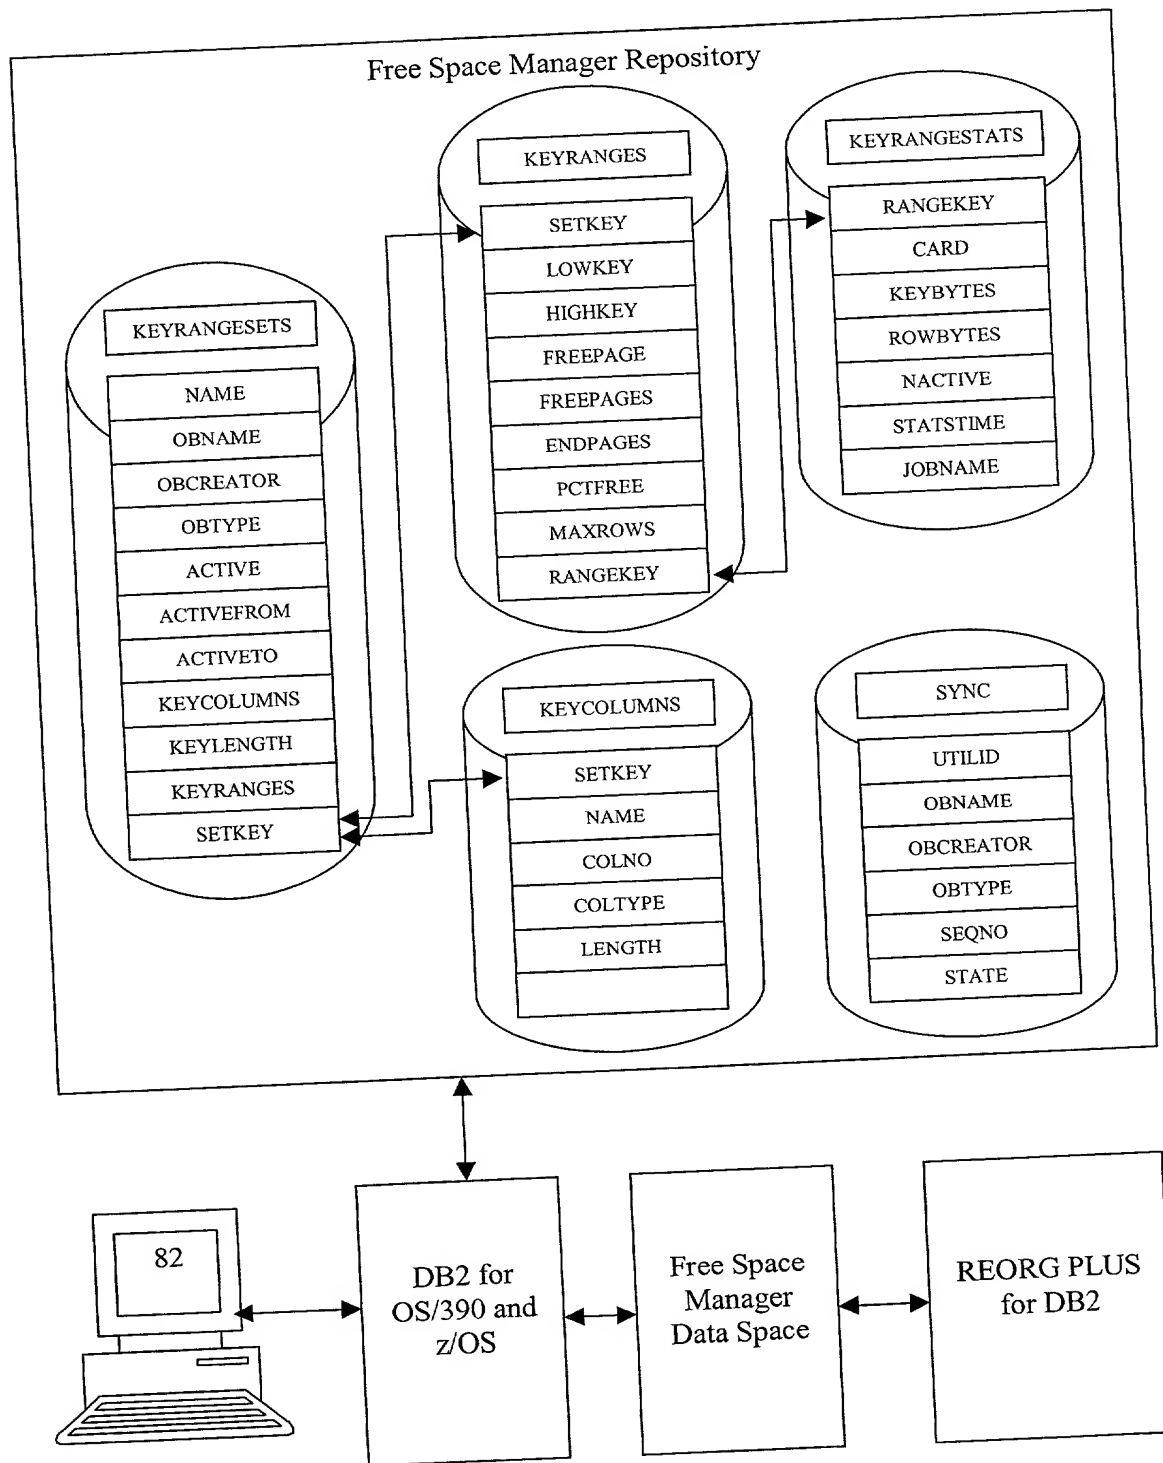 Free Space Manager Repository
KEYRANGESETS
NAME
OBNAME
OBCREATOR
OBTYPE
ACTIVE
ACTIVEFROM
ACTIVETO
KEYCOLUMNS
KEYLENGTH
KEYRANGES
SETKEY
KEYRANGES
SETKEY
LOWKEY
HIGHKEY
FREEPAGE
FREEPAGES
ENDPAGES
PCTFREE
MAXROWS
RANGEKEY
KEYRANGESTATS
RANGEKEY
CARD
KEYBYTES
ROWBYTES
NACTIVE
STATSTIME
JOBNAME
KEYCOLUMNS
SETKEY
NAME
COLNO
COLTYPE
LENGTH
SYNC
UTILID
OBNAME
OBCREATOR
OBTYPE
SEQNO
STATE
82
DB2 for
OS/390 and
z/OS
Free Space
Manager
Data Space
REORG PLUS
for DB2